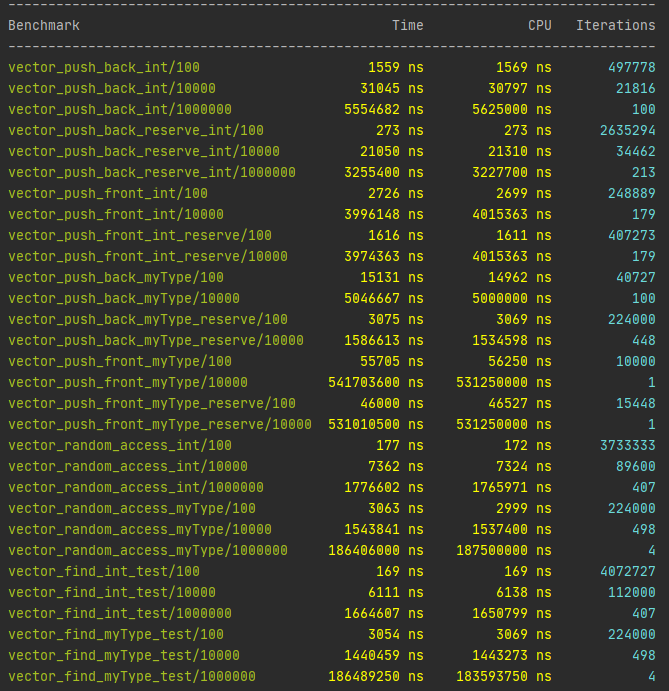 --------------------------------------------------------------------------------
Benchmark Time CPU Iterations
--------------------------------------------------------------------------------
vector_push_back_int/100 1559 ns 1569 ns 497778
vector_push_back_int/10000 31045 ns 30797 ns 21816
vector_push_back_int/1000000 5554682 ns 5625000 ns 100
vector_push_back_reserve_int/100 273 ns 273 ns 2635294
vector_push_back_reserve_int/10000 21050 ns 21310 ns 34462
vector_push_back_reserve_int/1000000 3255400 ns 3227700 ns 213
vector_push_front_int/100 2726 ns 2699 ns 248889
vector_push_front_int/10000 3996148 ns 4015363 ns 179
vector_push_front_int_reserve/100 1616 ns 1611 ns 407273
vector_push_front_int_reserve/10000 3974363 ns 4015363 ns 179
vector_push_back_myType/100 15131 ns 14962 ns 40727
vector_push_back_myType/10000 5046667 ns 5000000 ns 100
vector_push_back_myType_reserve/100 3075 ns 3069 ns 224000
vector_push_back_myType_reserve/10000 1586613 ns 1534598 ns 448
vector_push_front_myType/100 55705 ns 56250 ns 10000
vector_push_front_myType/10000 541703600 ns 531250000 ns 1
vector_push_front_myType_reserve/100 46000 ns 46527 ns 15448
vector_push_front_myType_reserve/10000 531010500 ns 531250000 ns 1
vector_random_access_int/100 177 ns 172 ns 3733333
vector_random_access_int/10000 7362 ns 7324 ns 89600
vector_random_access_int/1000000 1776602 ns 1765971 ns 407
vector_random_access_myType/100 3063 ns 2999 ns 224000
vector_random_access_myType/10000 1543841 ns 1537400 ns 498
vector_random_access_myType/1000000 186406000 ns 187500000 ns 4
vector_find_int_test/100 169 ns 169 ns 4072727
vector_find_int_test/10000 6111 ns 6138 ns 112000
vector_find_int_test/1000000 1664607 ns 1650799 ns 407
vector_find_myType_test/100 3054 ns 3069 ns 224000
vector_find_myType_test/10000 1440459 ns 1443273 ns 498
vector_find_myType_test/1000000 186489250 ns 183593750 ns 4